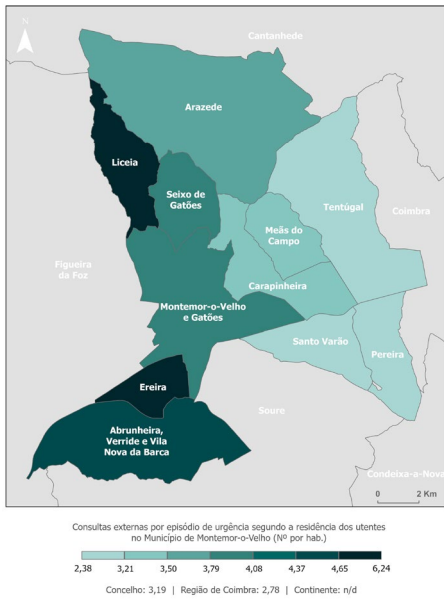 N
Cantanhede
Arazede
Liceia
Seixo de
Gatões
Tentúgal
Coimbra
Meãs do
Campo
Figueira
da Foz
Carapinheira
Montemor-o-Velho
e Gatões
Santo Varão
Pereira
Ereira
Soure
Abrunheira,
Verride e Vila
Nova da Barca
Condeixa-a-Nova
0 2 Km
Consultas externas por episódio de urgência segundo a residência dos utentes
no Município de Montemor-o-Velho (Nº por hab.)
2,38 3,21 3,50 3,79 4,08 4,37 4,65 6,24
Concelho: 3,19 | Região de Coimbra: 2,78 | Continente: n/d